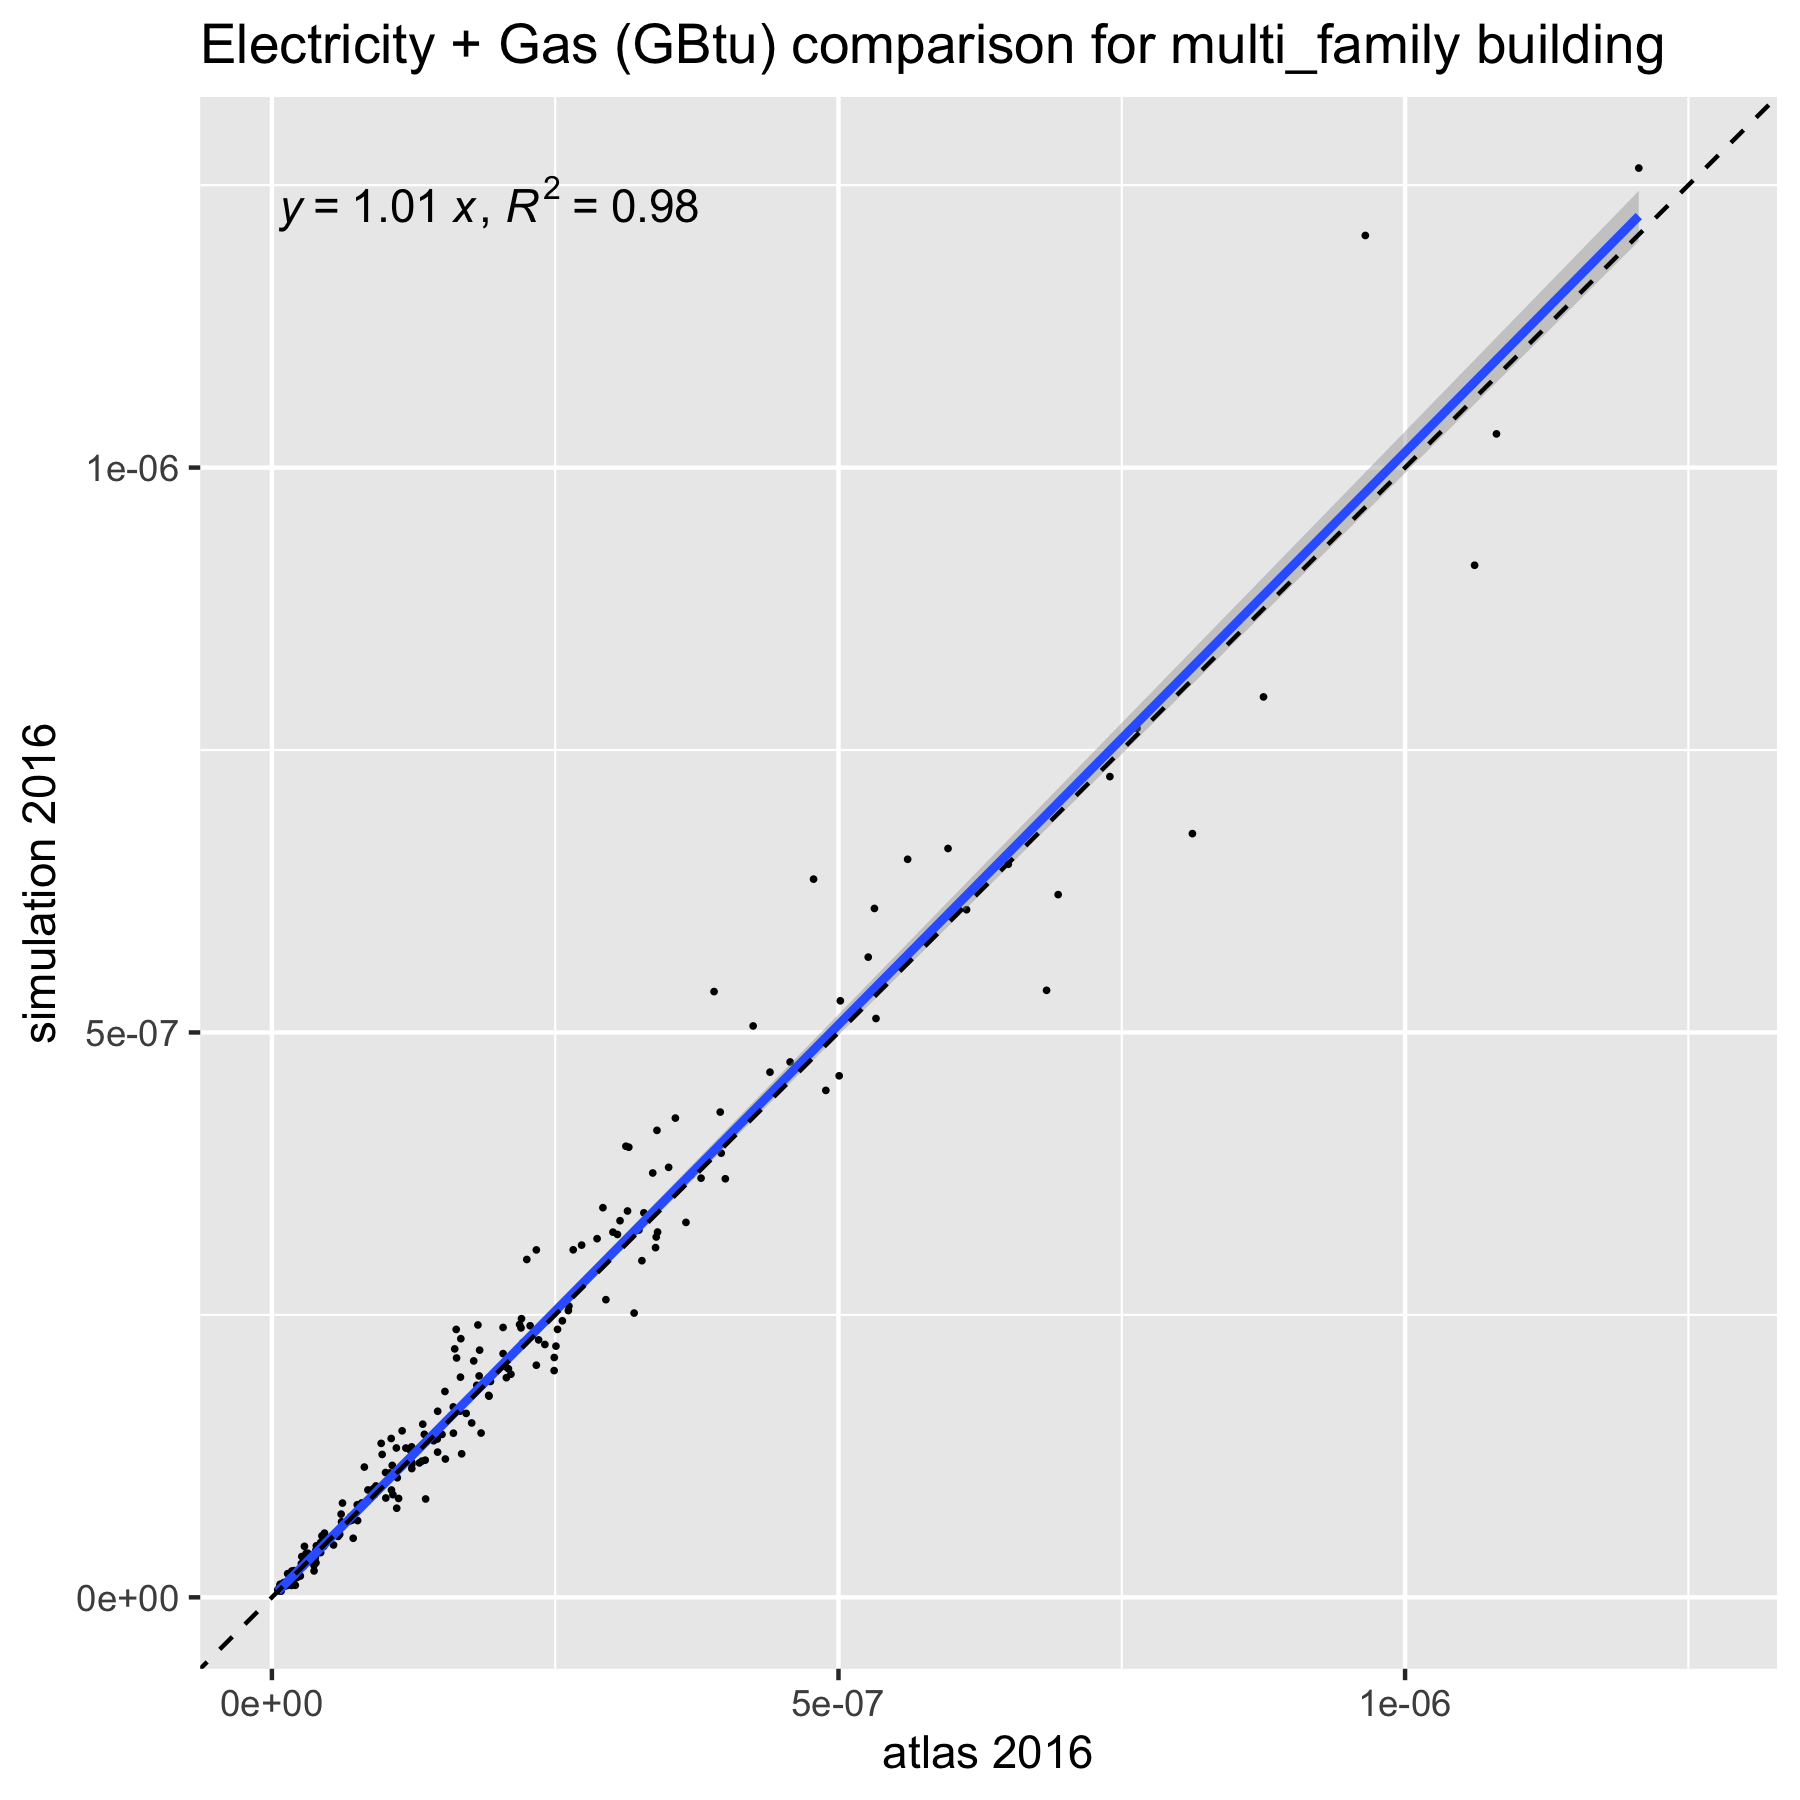 Electricity + Gas (GBtu) comparison for multi_family building
y = 1.01 x, R² = 0.98
1e-06
5e-07
0e+00
simulation 2016
0e+00 5e-07 1e-06
atlas 2016